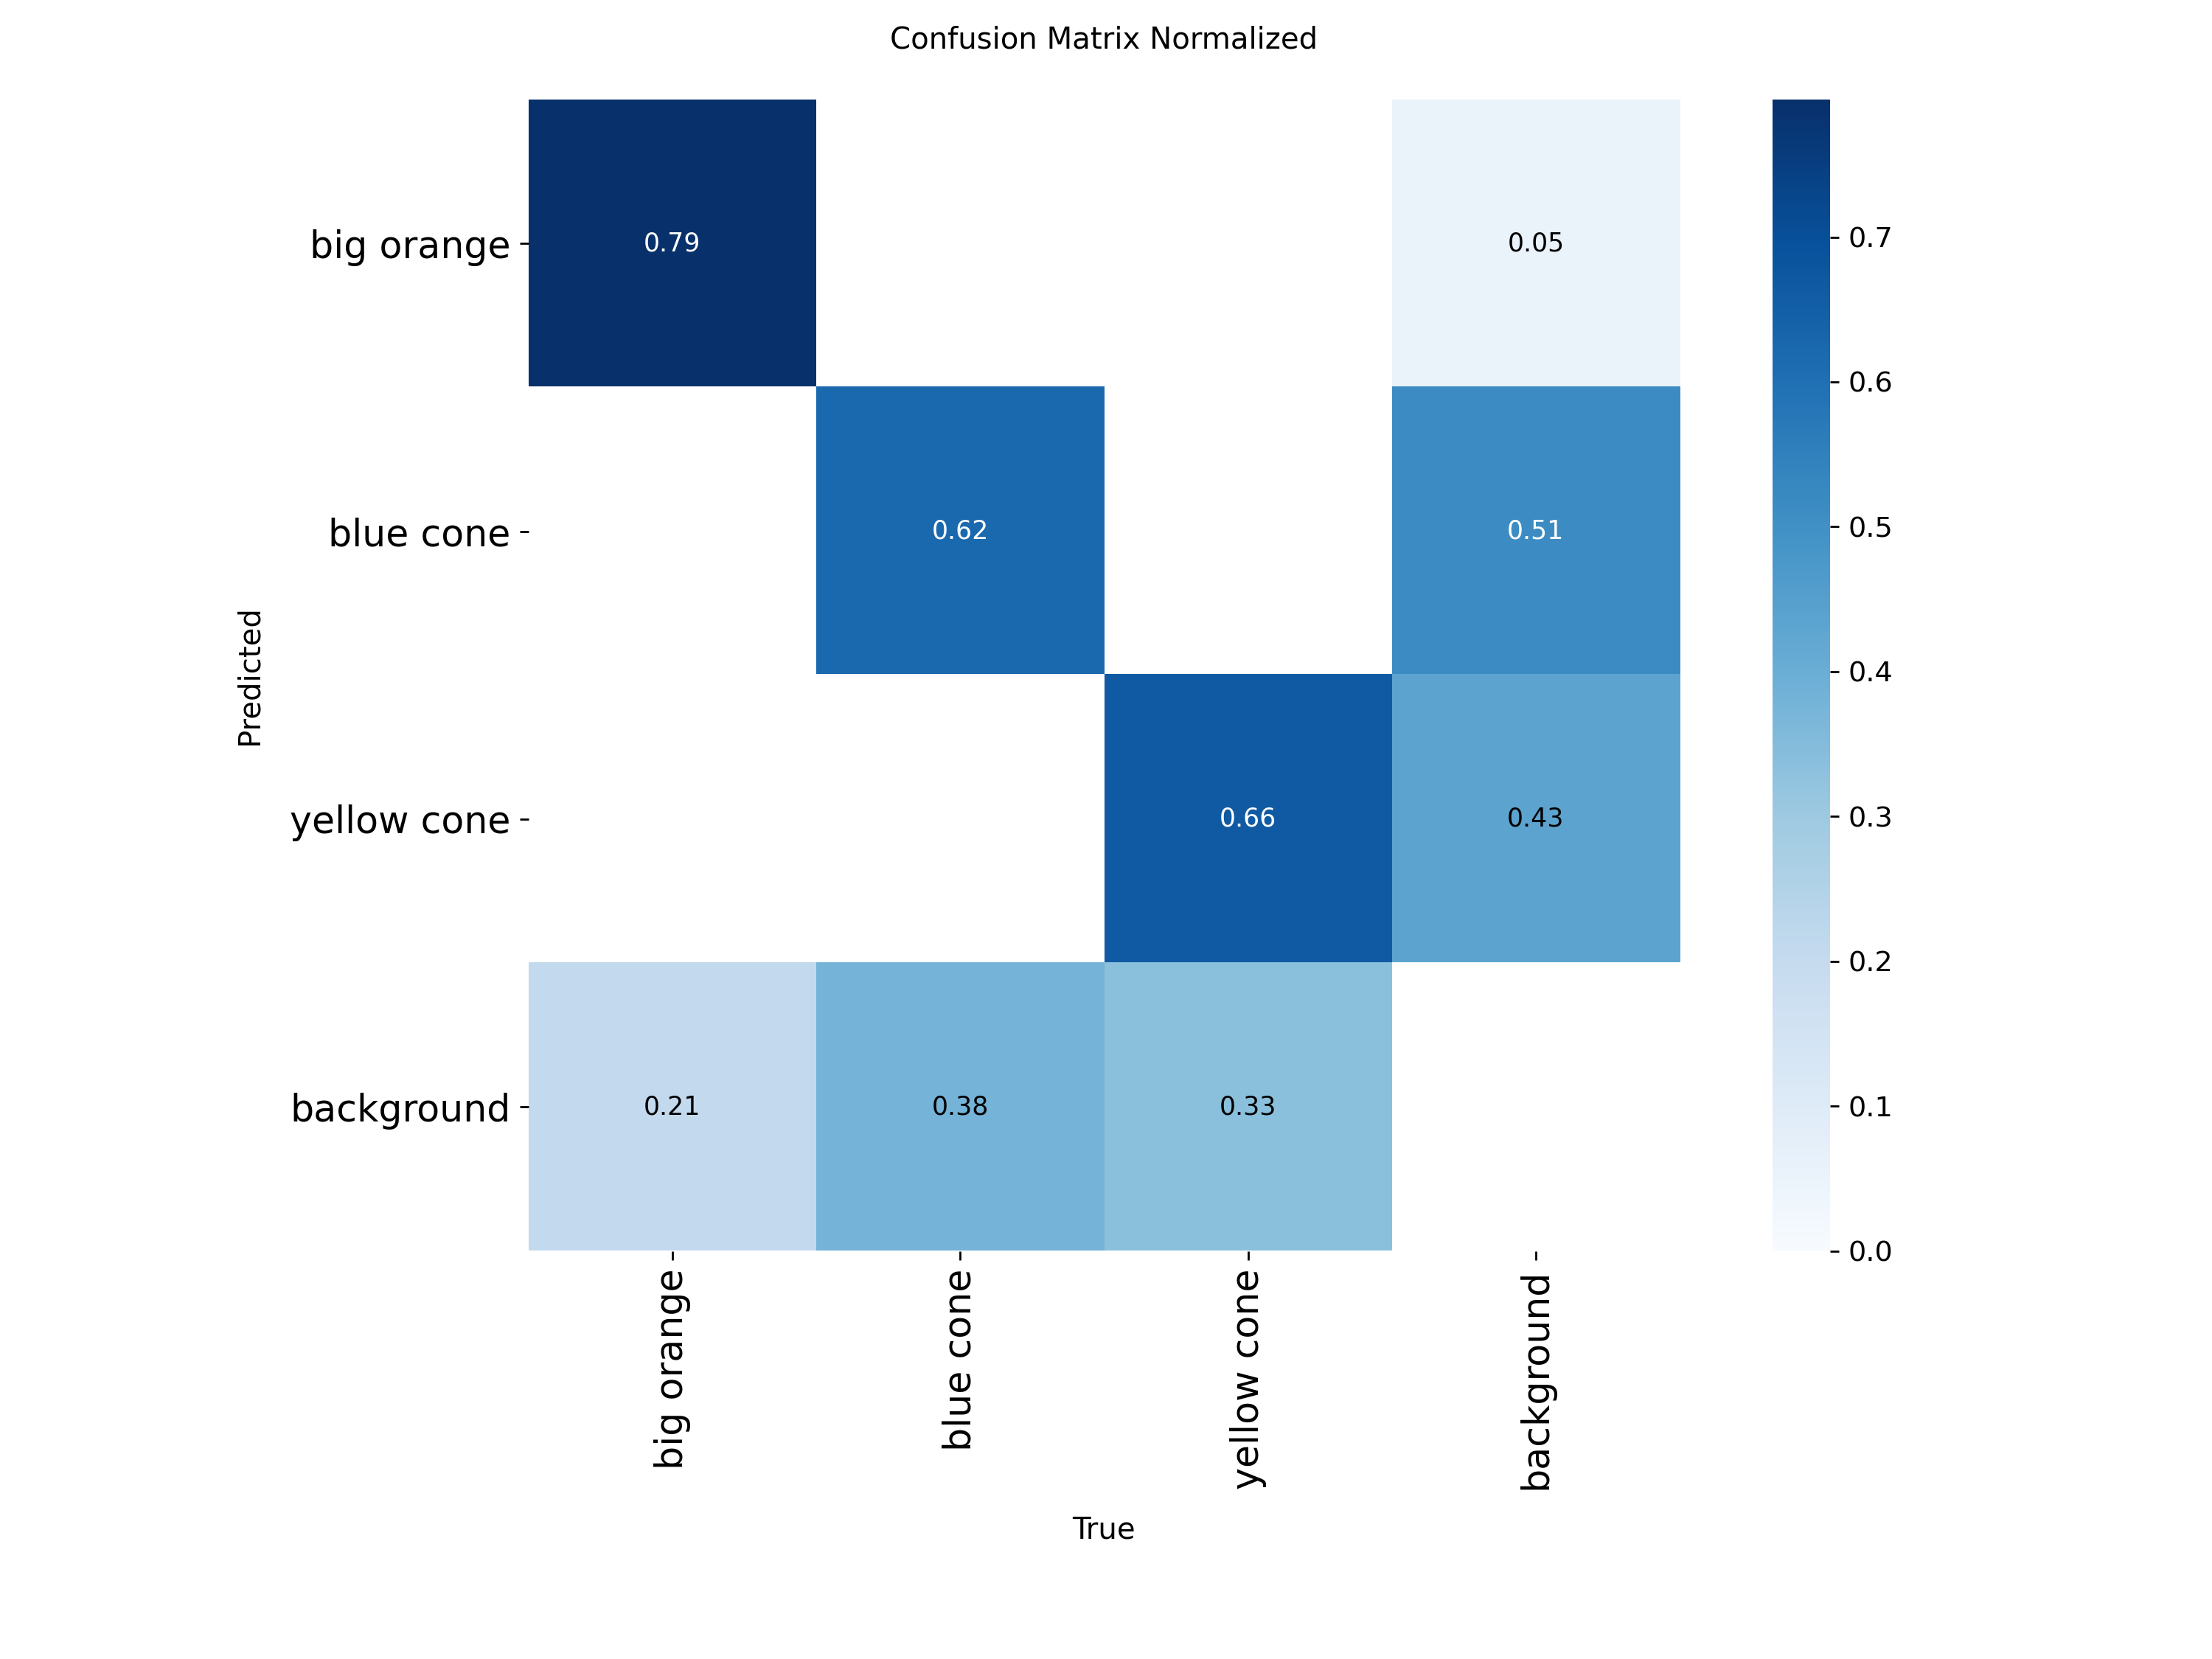 Confusion Matrix Normalized
big orange
0.79
0.05
0.7
0.6
blue cone
0.62
0.51
0.5
0.4
Predicted
yellow cone
0.66
0.43
0.3
0.2
background
0.21
0.38
0.33
0.1
0.0
big orange
blue cone
yellow cone
background
True